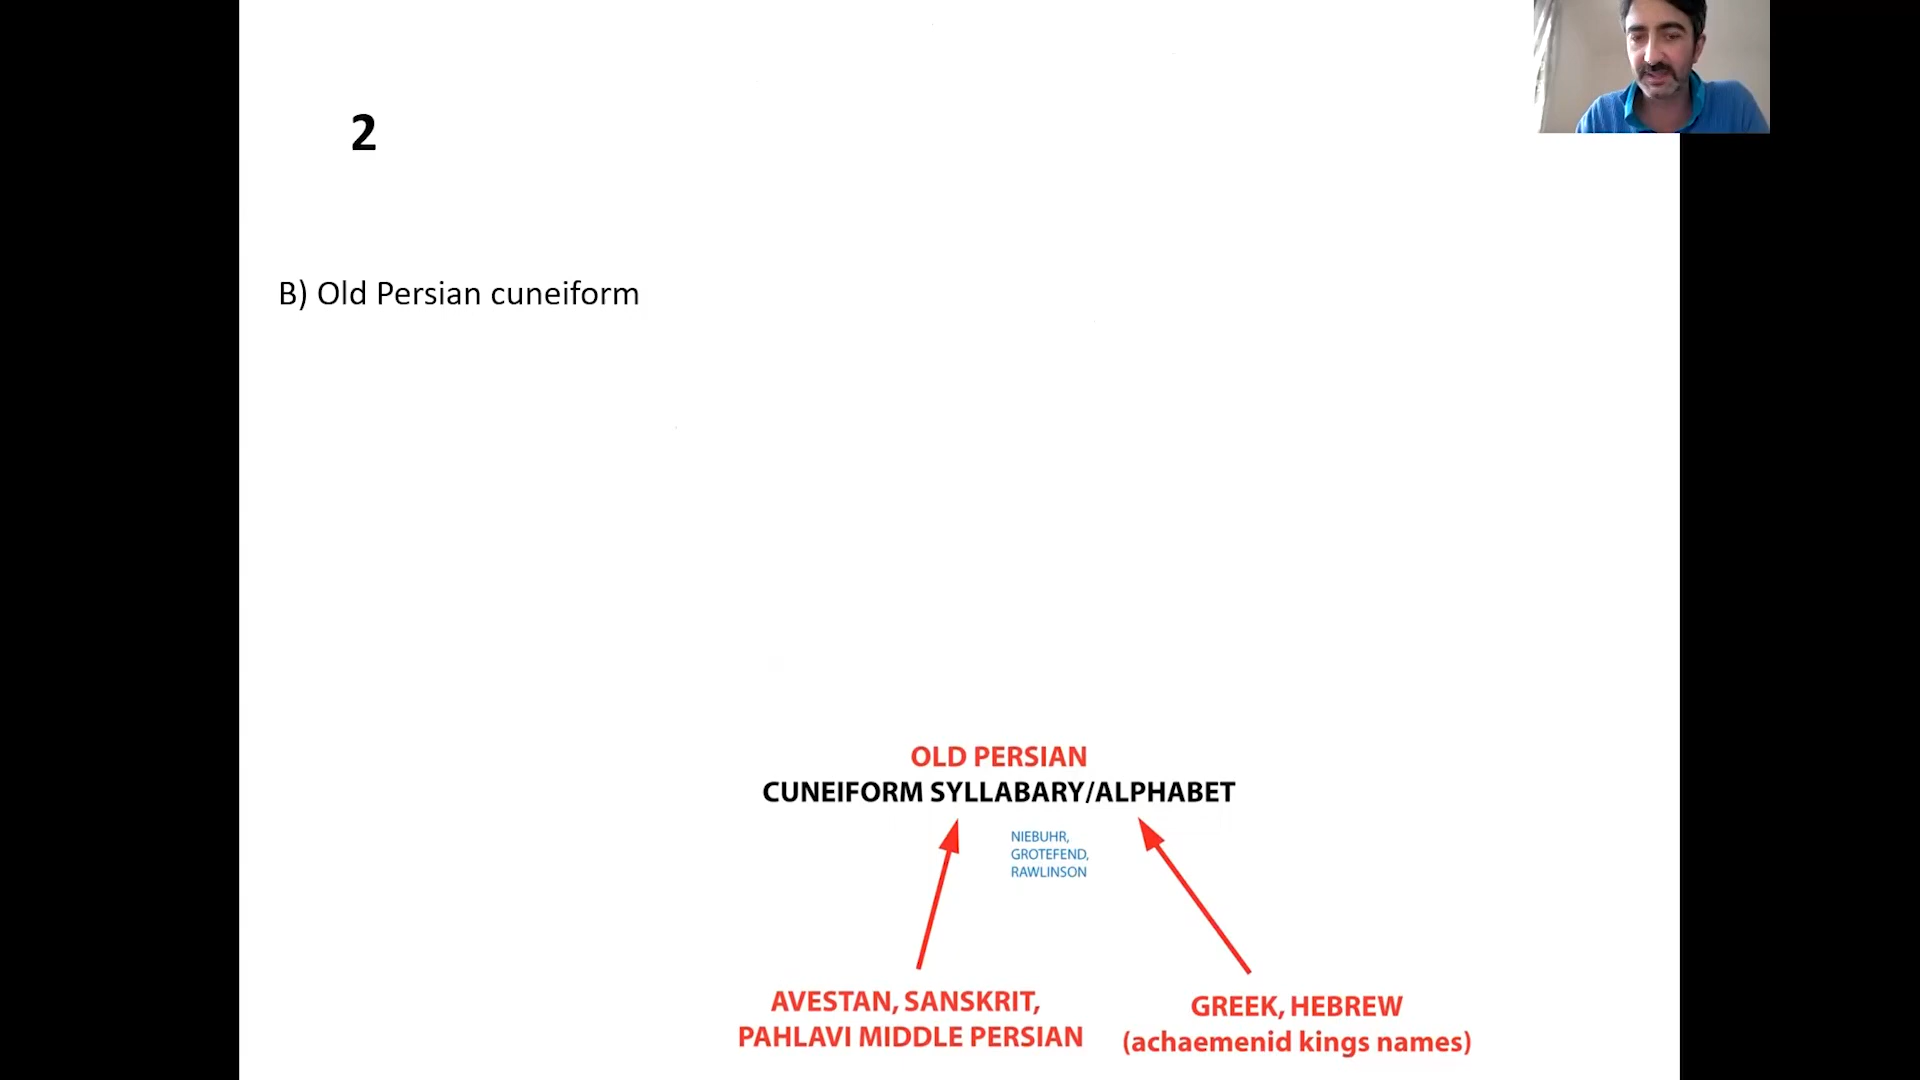 2
B) Old Persian cuneiform
OLD PERSIAN
CUNEIFORM SYLLABARY/ALPHABET
NIEBUHR,
GROTEFEND,
RAWLINSON
AVESTAN, SANSKRIT,
PAHLAVI MIDDLE PERSIAN
GREEK, HEBREW
(achaemenid kings names)